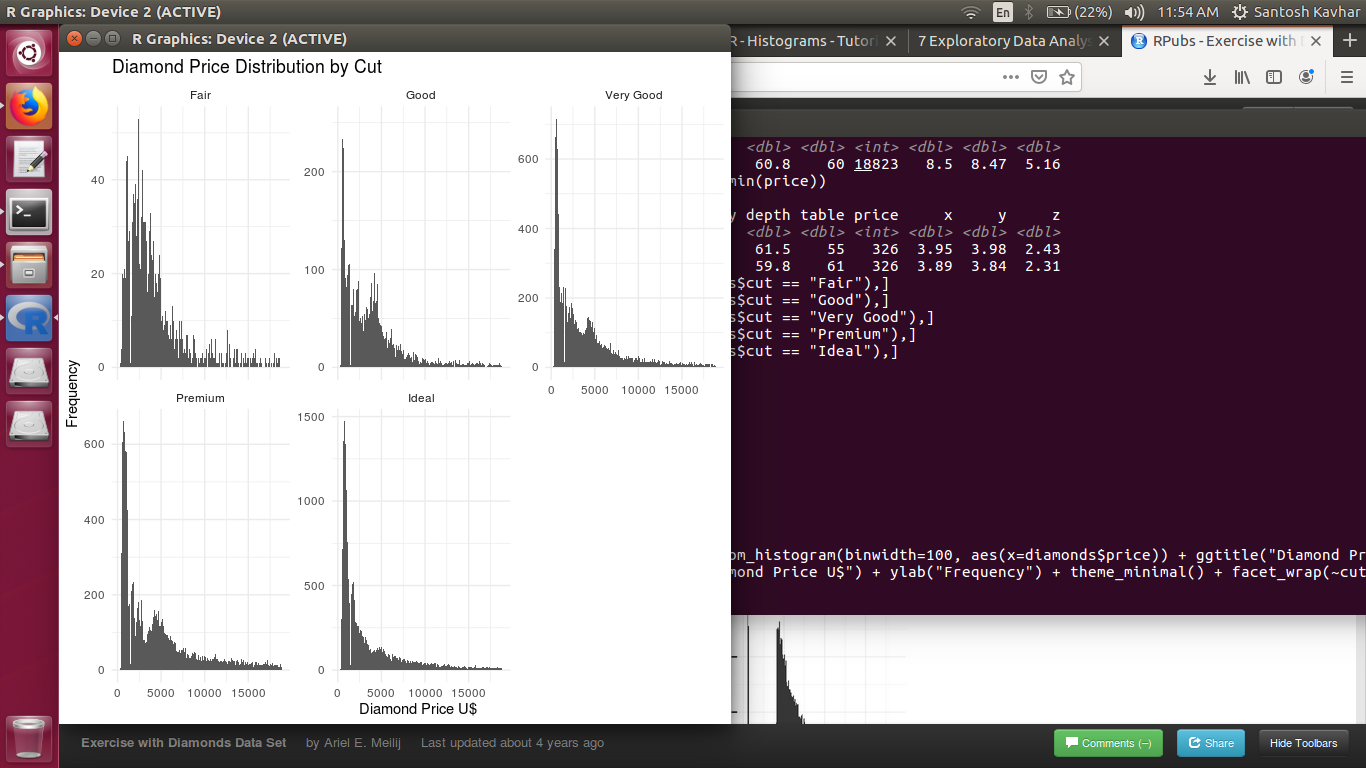 R Graphics: Device 2 (ACTIVE)
En
(22%)
11:54 AM
Santosh Kavhar
R Graphics: Device 2 (ACTIVE)
R - Histograms - Tutori
7 Exploratory Data Analys
RPubs - Exercise with D
Diamond Price Distribution by Cut
Fair
Good
Very Good
40
20
0
200
100
0
600
400
200
0
0 5000 10000 15000
Frequency
Premium
Ideal
600
400
200
0
1500
1000
500
0
0 5000 10000 15000
0 5000 10000 15000
Diamond Price U$
<dbl> <dbl> <int> <dbl> <dbl> <dbl>
60.8 60 18823 8.5 8.47 5.16
min(price))
y depth table price x y z
<dbl> <dbl> <int> <dbl> <dbl> <dbl>
61.5 55 326 3.95 3.98 2.43
59.8 61 326 3.89 3.84 2.31
s$cut == "Fair"),]
s$cut == "Good"),]
s$cut == "Very Good"),]
s$cut == "Premium"),]
s$cut == "Ideal"),]
om_histogram(binwidth=100, aes(x=diamonds$price)) + ggtitle("Diamond Pr
mond Price U$") + ylab("Frequency") + theme_minimal() + facet_wrap(~cut
Exercise with Diamonds Data Set by Ariel E. Meilij Last updated about 4 years ago
Comments (–)
Share
Hide Toolbars